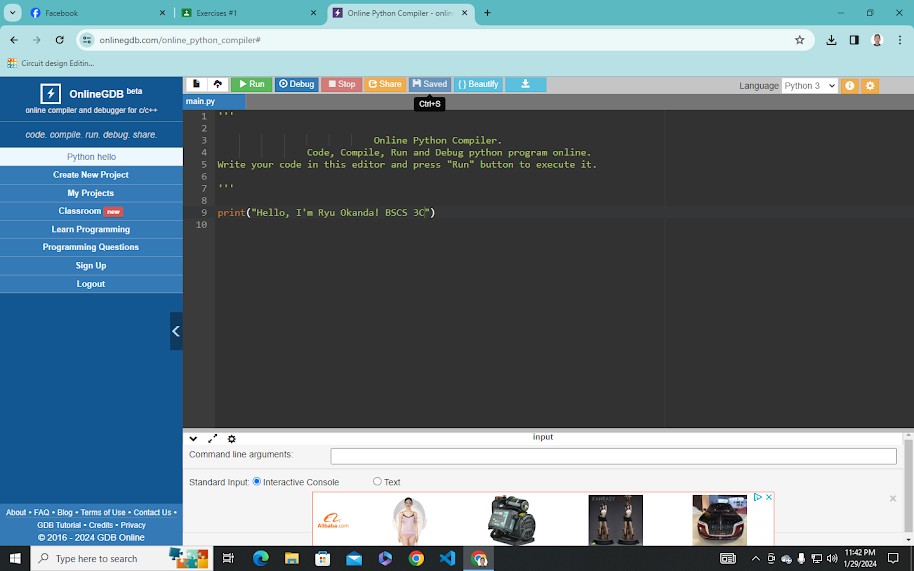 Facebook
Exercises #1
Online Python Compiler - onlin
onlinegdb.com/online_python_compiler#
Circuit design Editin...
OnlineGDB beta
online compiler and debugger for c/c++
code. compile. run. debug. share.
Python hello
Create New Project
My Projects
Classroom new
Learn Programming
Programming Questions
Sign Up
Logout
About • FAQ • Blog • Terms of Use • Contact Us •
GDB Tutorial • Credits • Privacy
© 2016 - 2024 GDB Online
Run Debug Stop Share Saved { } Beautify
Language Python 3
Ctrl+S
main.py
1 '''
2
3 Online Python Compiler.
4 Code, Compile, Run and Debug python program online.
5 Write your code in this editor and press "Run" button to execute it.
6
7 '''
8
9 print("Hello, I'm Ryu Okanda! BSCS 3C")
10
input
Command line arguments:
Standard Input: Interactive Console Text
Alibaba.com
Type here to search
11:42 PM
1/29/2024